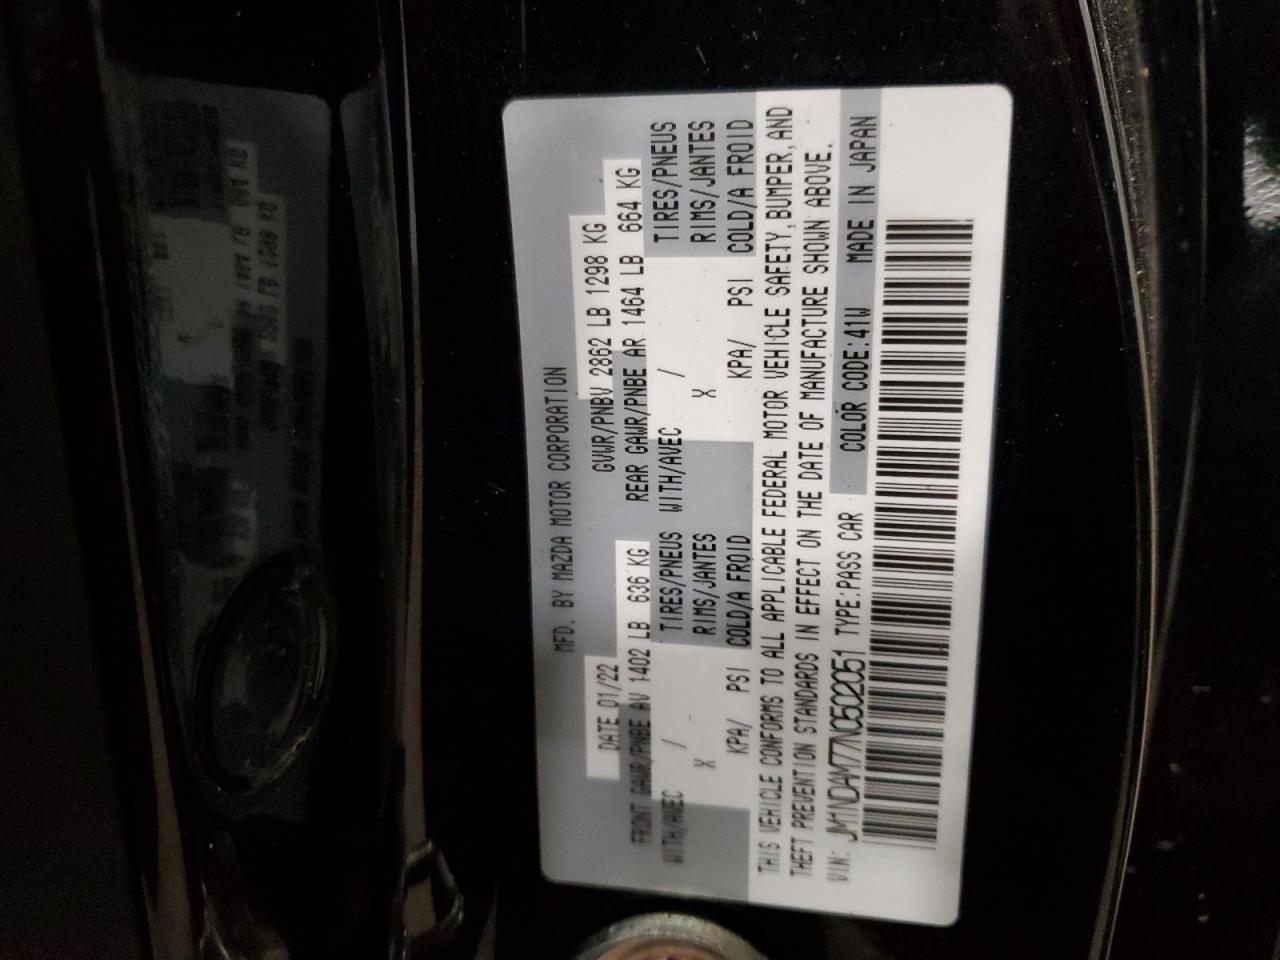 MFD. BY MAZDA MOTOR CORPORATION
DATE 01/22 GVWR/PNBV 2862 LB 1298 KG
FRONT GAWR/PNBE AV 1402 LB 636 KG REAR GAWR/PNBE AR 1464 LB 664 KG
WITH/AVEC / TIRES/PNEUS WITH/AVEC / TIRES/PNEUS
X RIMS/JANTES X RIMS/JANTES
KPA/ PSI COLD/A FROID KPA/ PSI COLD/A FROID
THIS VEHICLE CONFORMS TO ALL APPLICABLE FEDERAL MOTOR VEHICLE SAFETY, BUMPER, AND
THEFT PREVENTION STANDARDS IN EFFECT ON THE DATE OF MANUFACTURE SHOWN ABOVE.
VIN: JM1NDAM77N0502051 TYPE:PASS CAR COLOR CODE:41W MADE IN JAPAN